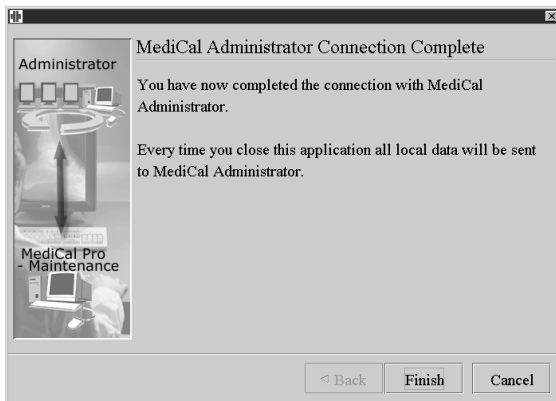 MediCal Administrator Connection Complete
Administrator
You have now completed the connection with MediCal
Administrator.
Every time you close this application all local data will be sent
to MediCal Administrator.
MediCal Pro
- Maintenance
< Back
Finish
Cancel